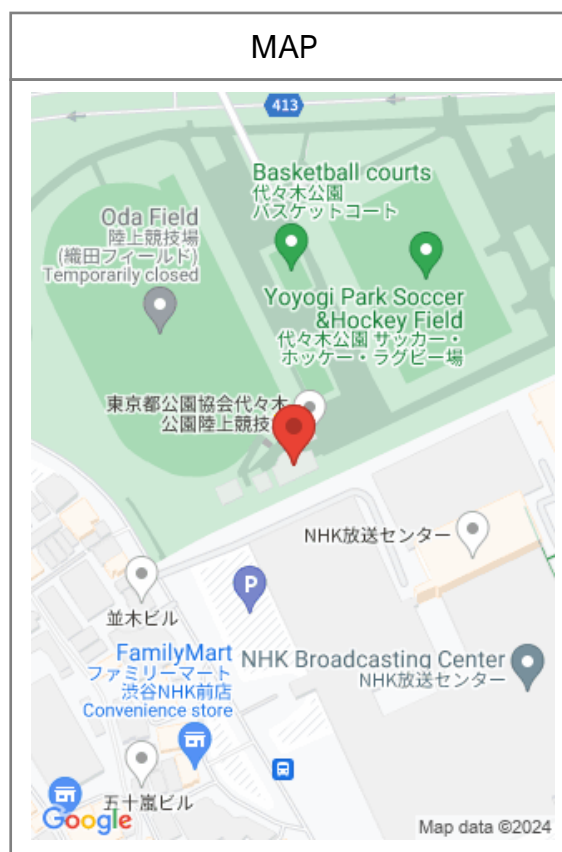 MAP
413
Basketball courts
代々木公園
バスケットコート
Oda Field
陸上競技場
(織田フィールド)
Temporarily closed
Yoyogi Park Soccer
&Hockey Field
代々木公園 サッカー・
ホッケー・ラグビー場
東京都公園協会代々木
公園陸上競技
NHK放送センター
P
並木ビル
FamilyMart
ファミリーマート
渋谷NHK前店
Convenience store
NHK Broadcasting Center
NHK放送センター
五十嵐ビル
Google
Map data ©2024